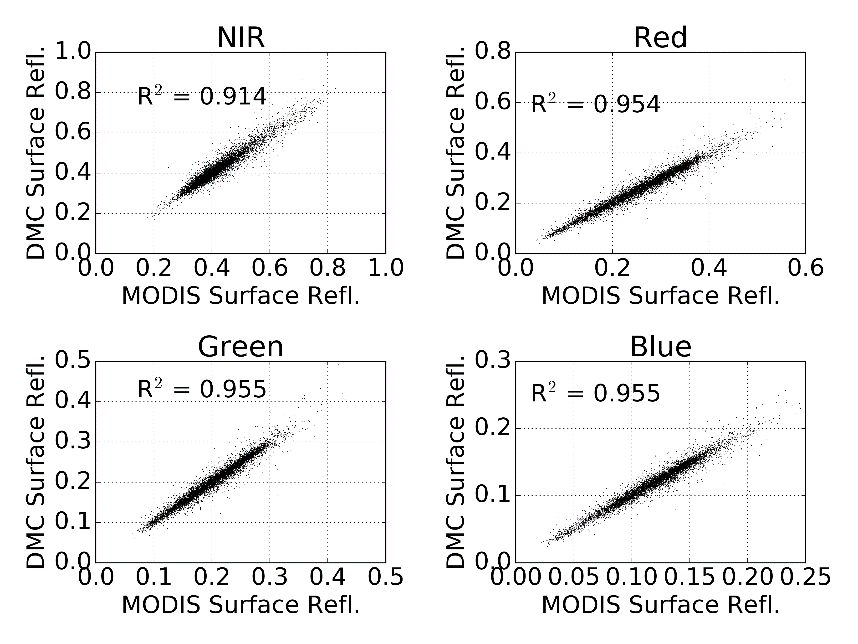 NIR
R² = 0.914
DMC Surface Refl.
1.0
0.8
0.6
0.4
0.2
0.0
0.0 0.2 0.4 0.6 0.8 1.0
MODIS Surface Refl.
Red
R² = 0.954
DMC Surface Refl.
0.8
0.6
0.4
0.2
0.0
0.0 0.2 0.4 0.6
MODIS Surface Refl.
Green
R² = 0.955
DMC Surface Refl.
0.5
0.4
0.3
0.2
0.1
0.0
0.0 0.1 0.2 0.3 0.4 0.5
MODIS Surface Refl.
Blue
R² = 0.955
DMC Surface Refl.
0.3
0.2
0.1
0.0
0.00 0.05 0.10 0.15 0.20 0.25
MODIS Surface Refl.